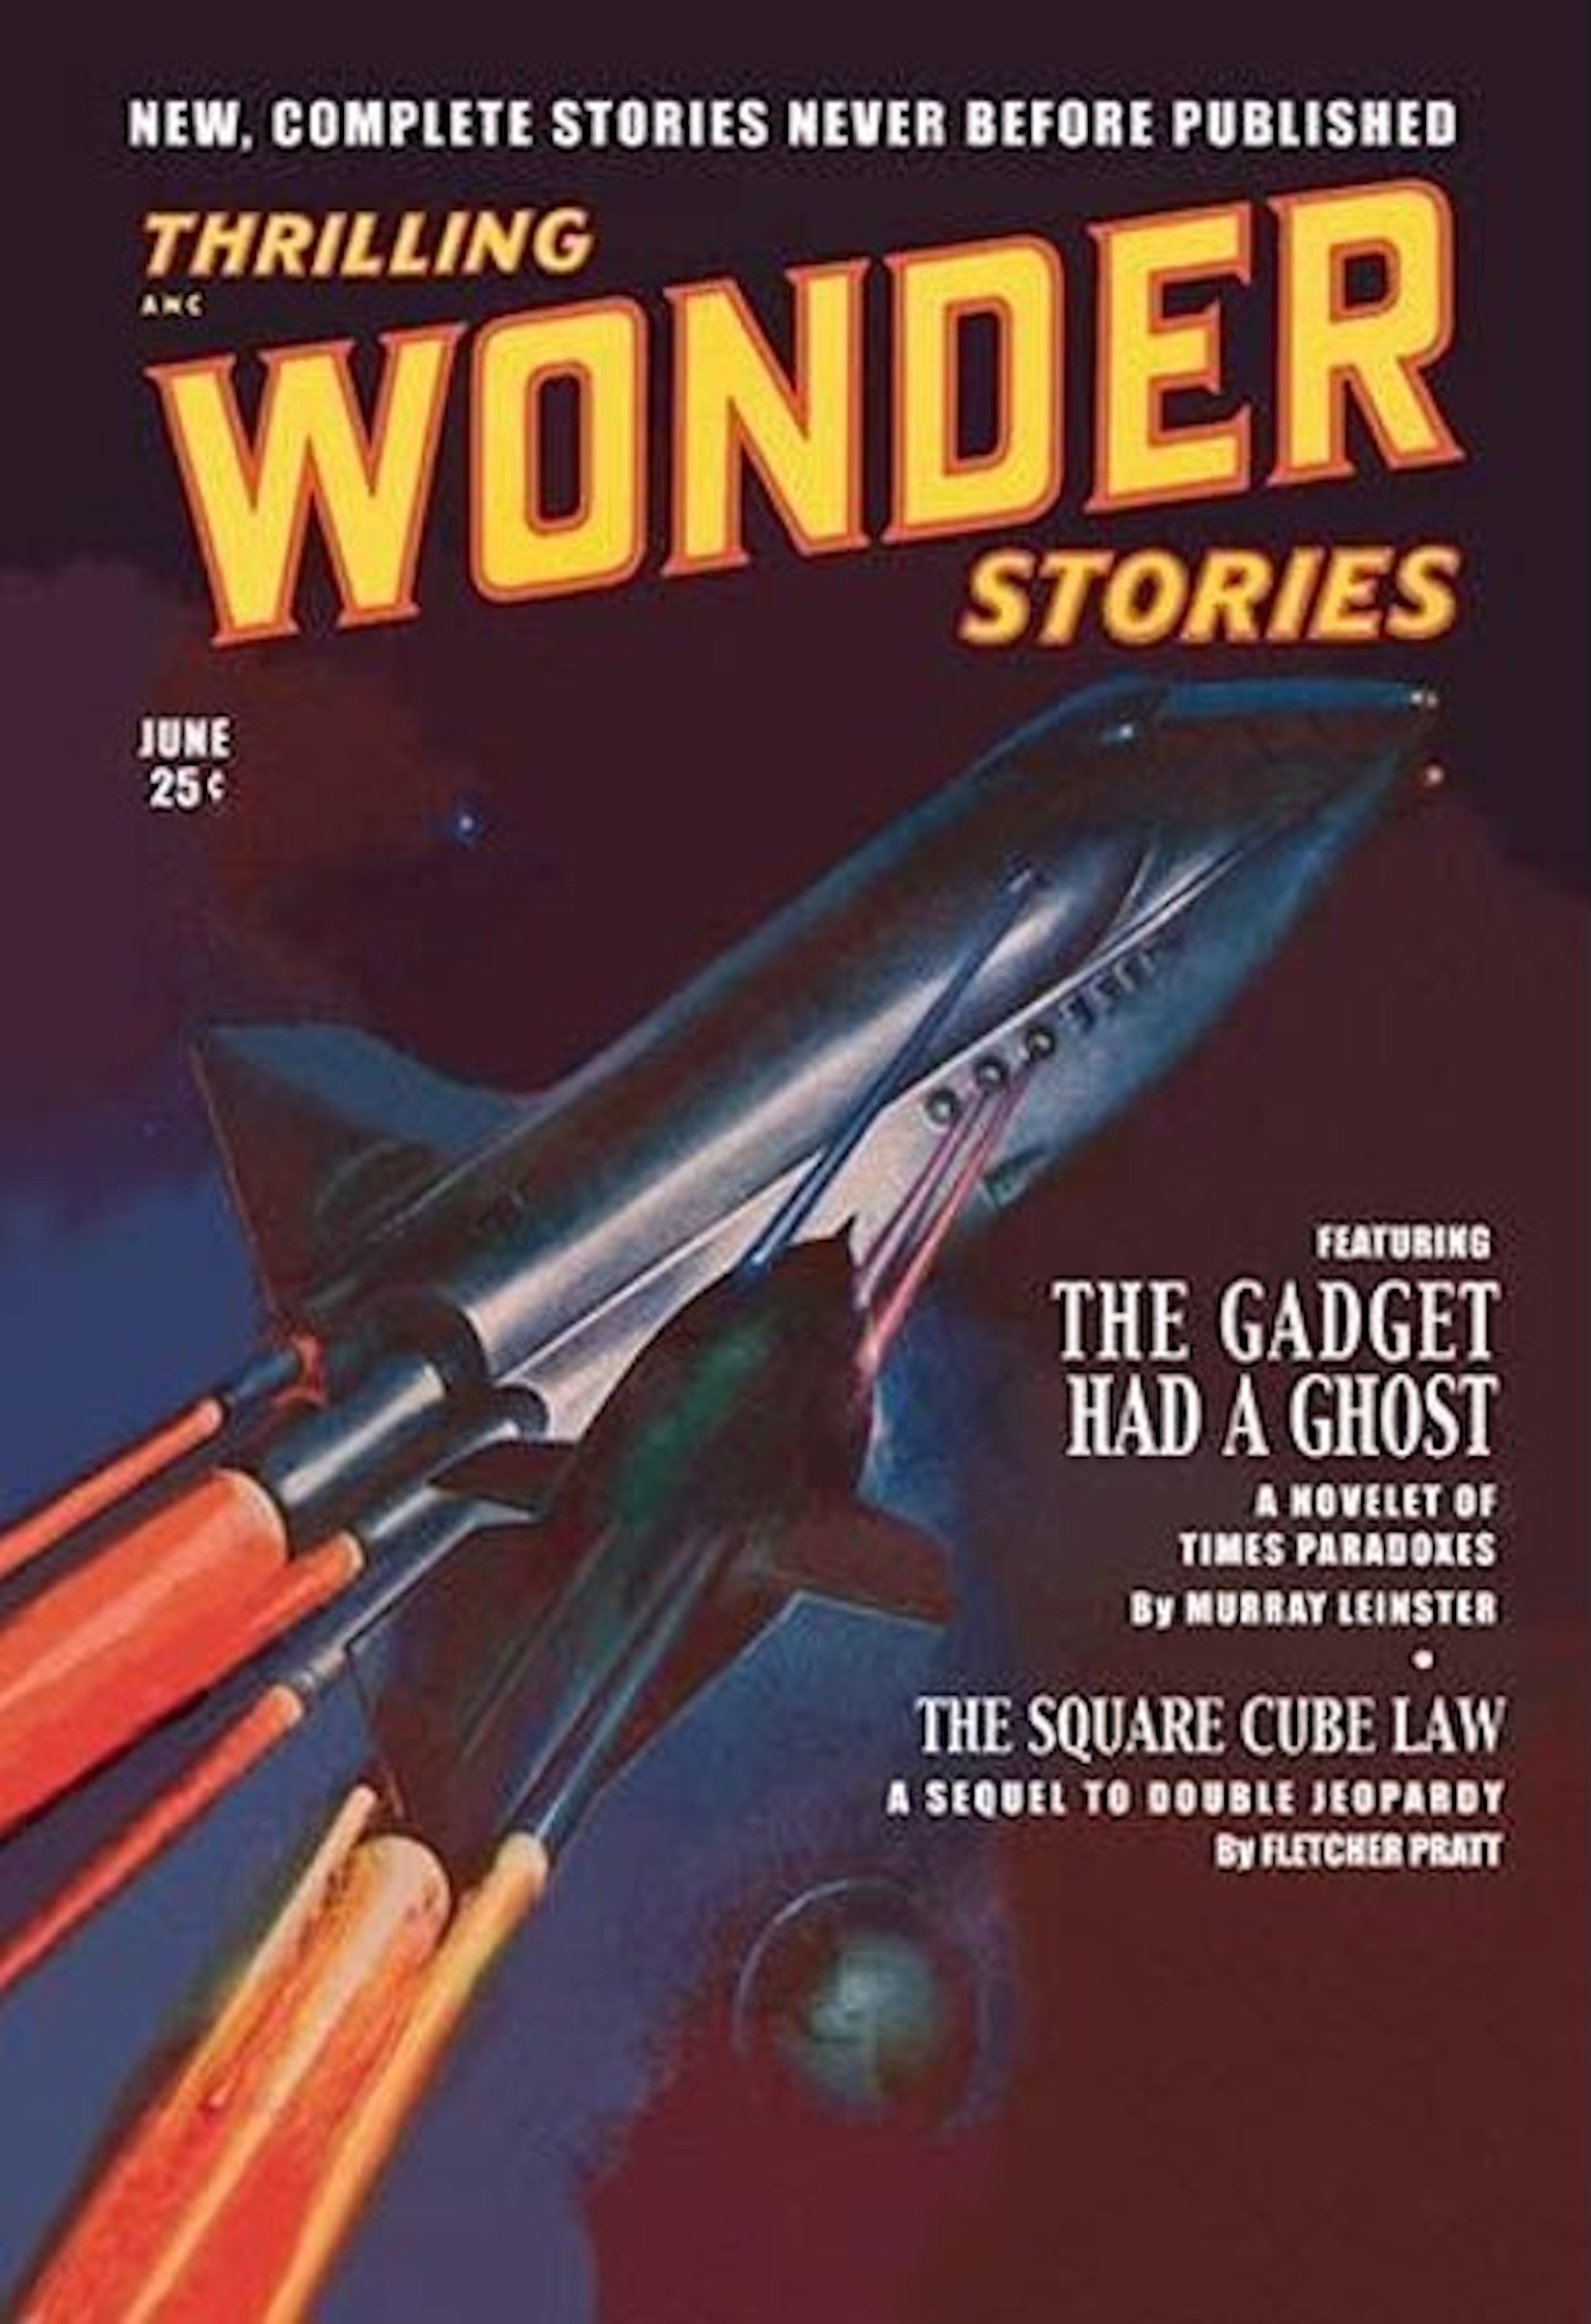 NEW, COMPLETE STORIES NEVER BEFORE PUBLISHED
THRILLING
WONDER
STORIES
JUNE
25¢
FEATURING
THE GADGET
HAD A GHOST
A NOVELET OF
TIMES PARADOXES
By MURRAY LEINSTER
THE SQUARE CUBE LAW
A SEQUEL TO DOUBLE JEOPARDY
By FLETCHER PRATT